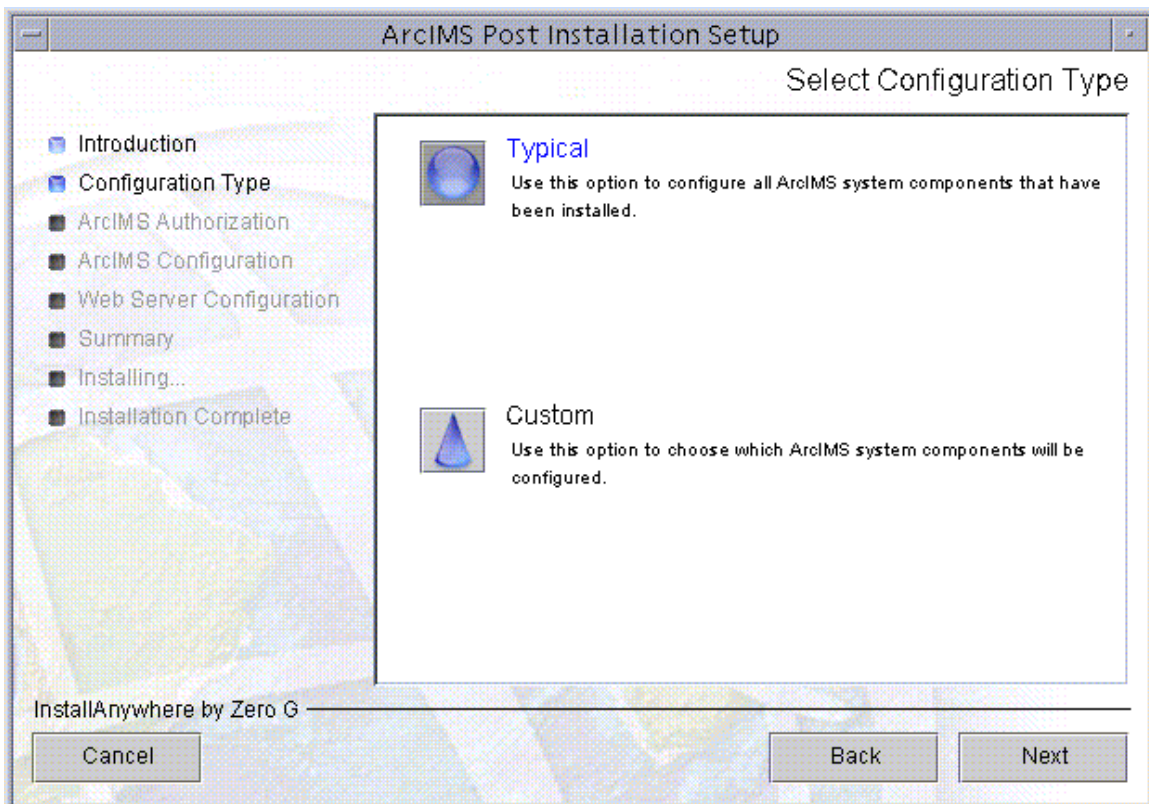 ArcIMS Post Installation Setup
Select Configuration Type
Introduction
Configuration Type
ArcIMS Authorization
ArcIMS Configuration
Web Server Configuration
Summary
Installing...
Installation Complete
Typical
Use this option to configure all ArcIMS system components that have
been installed.
Custom
Use this option to choose which ArcIMS system components will be
configured.
InstallAnywhere by Zero G
Cancel
Back
Next